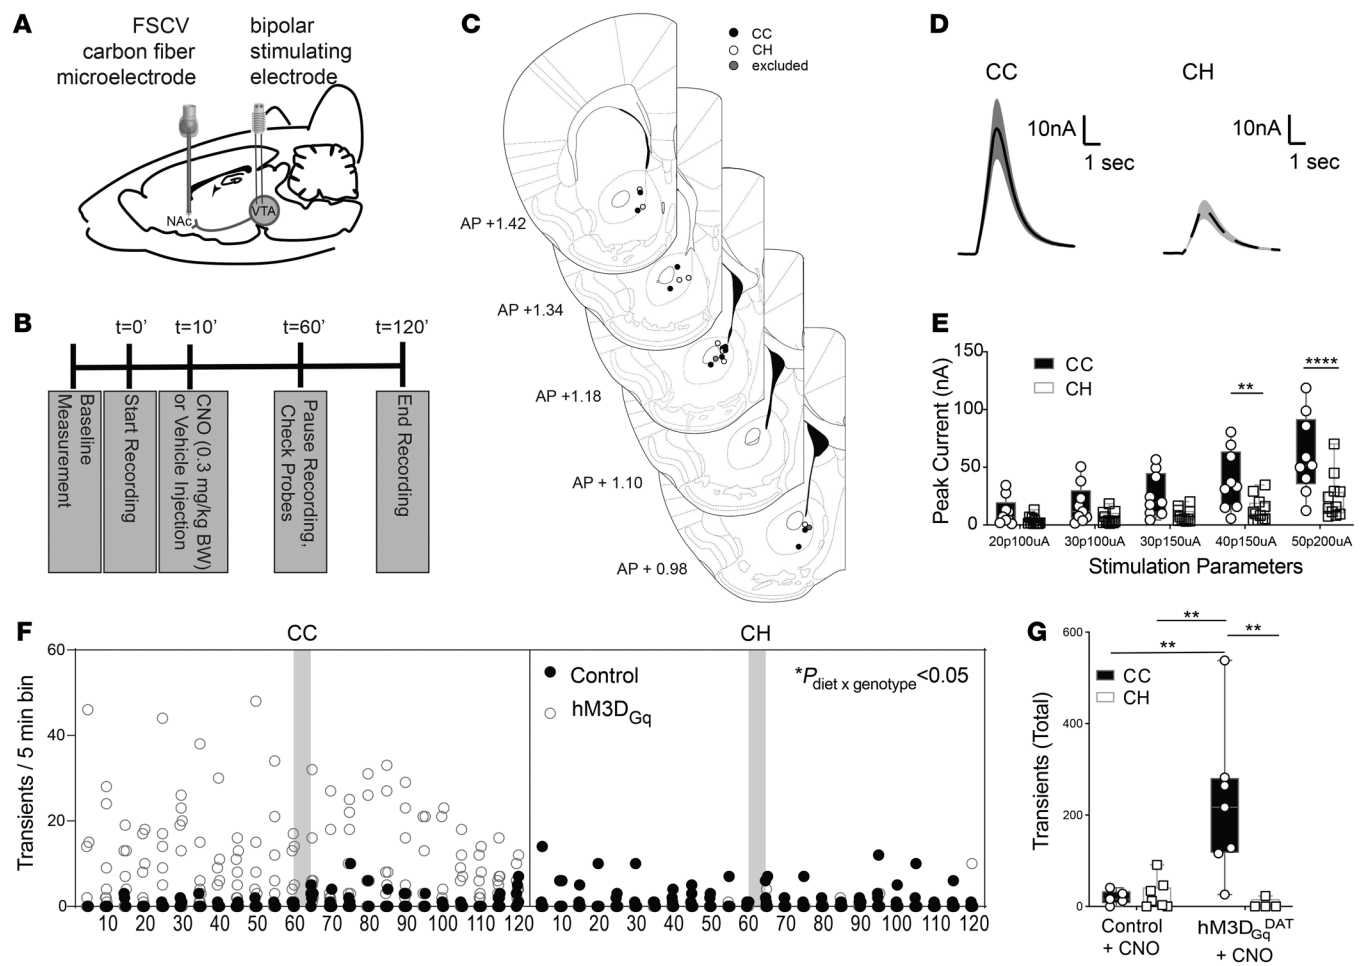 A
FSCV
carbon fiber
microelectrode
bipolar
stimulating
electrode
NAc
VTA
B
t=0’
t=10’
t=60’
t=120’
Baseline
Measurement
Start Recording
CNO (0.3 mg/kg BW)
or Vehicle Injection
Pause Recording,
Check Probes
End Recording
C
CC
CH
excluded
AP +1.42
AP +1.34
AP +1.18
AP +1.10
AP + 0.98
D
CC
CH
10nA
1 sec
10nA
1 sec
E
Peak Current (nA)
150
100
50
0
CC
CH
**
****
20p100uA
30p100uA
30p150uA
40p150uA
50p200uA
Stimulation Parameters
F
CC
CH
Transients / 5 min bin
60
40
20
0
Control
hM3DGq
*Pdiet x genotype<0.05
10 20 30 40 50 60 70 80 90 100 110 120
10 20 30 40 50 60 70 80 90 100 110 120
G
Transients (Total)
600
400
200
0
**
**
**
CC
CH
Control
+ CNO
hM3DGqDAT
+ CNO